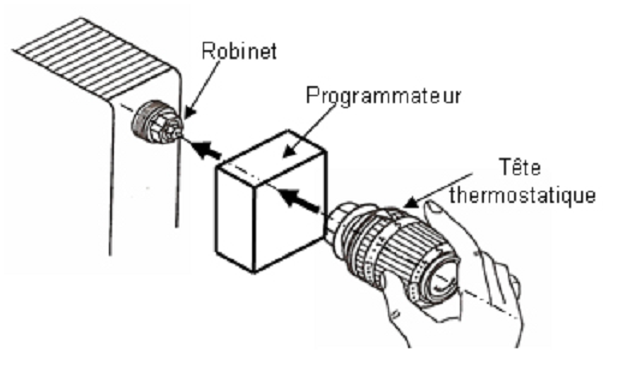 Robinet
Programmateur
Tête
thermostatique